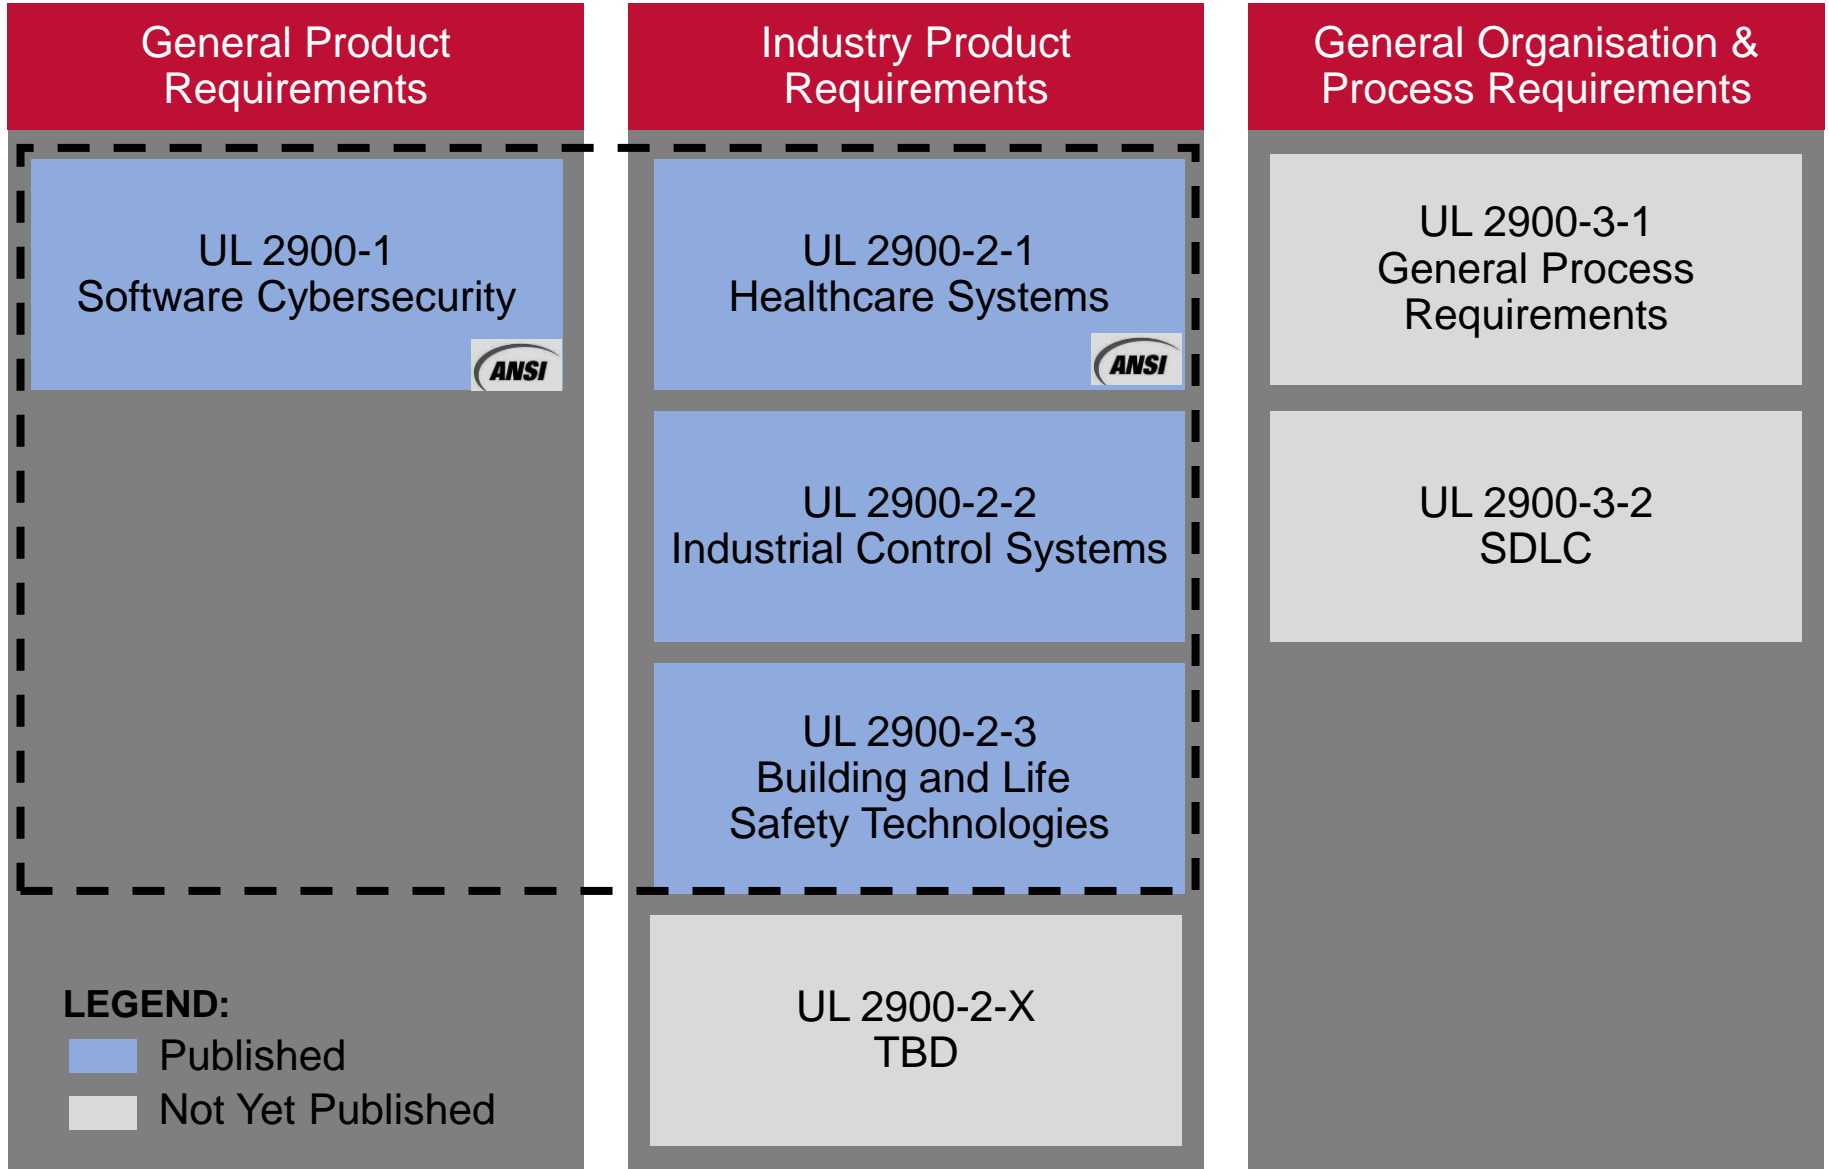 General Product
Requirements
UL 2900-1
Software Cybersecurity
ANSI
LEGEND:
Published
Not Yet Published
Industry Product
Requirements
UL 2900-2-1
Healthcare Systems
ANSI
UL 2900-2-2
Industrial Control Systems
UL 2900-2-3
Building and Life
Safety Technologies
UL 2900-2-X
TBD
General Organisation &
Process Requirements
UL 2900-3-1
General Process
Requirements
UL 2900-3-2
SDLC